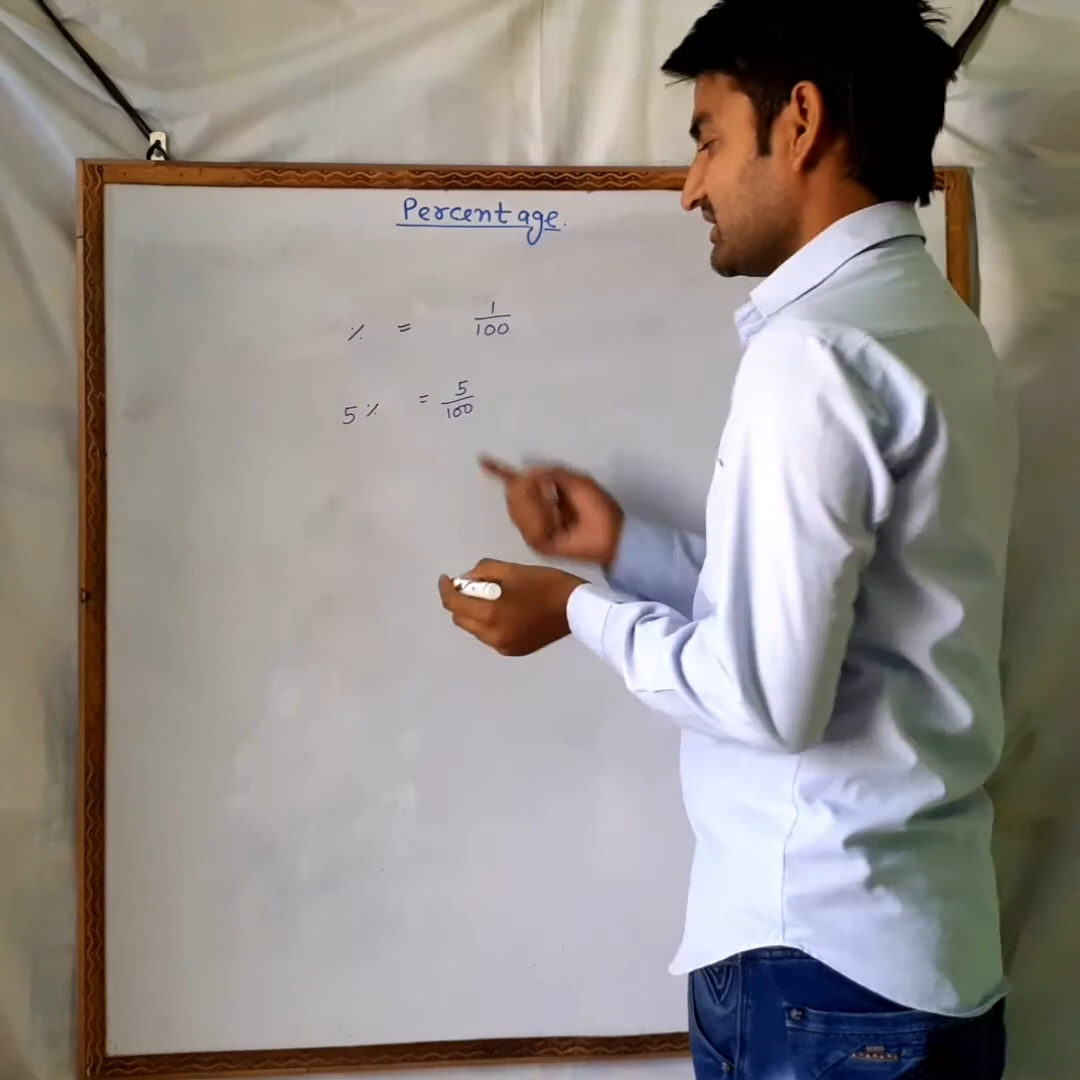 Percentage.
% = 1/100
5% = 5/100